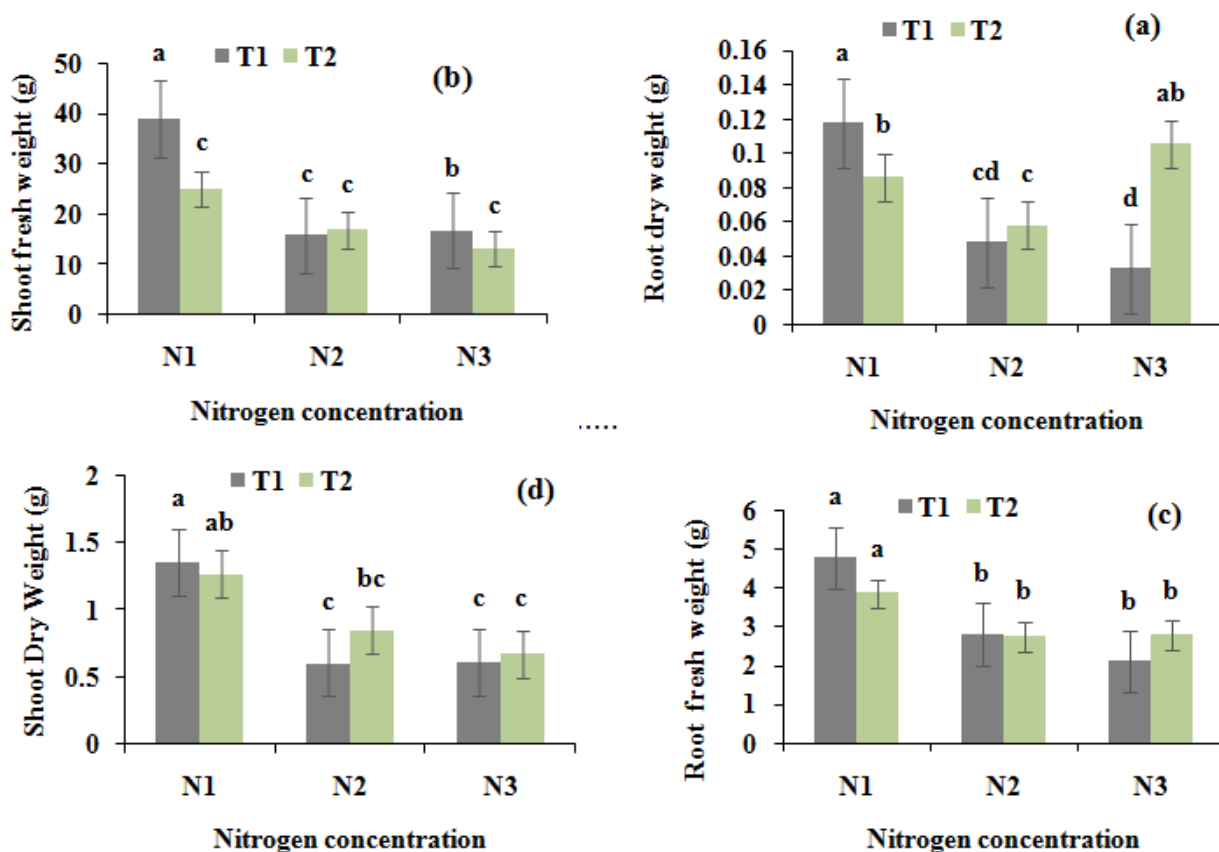 Shoot fresh weight (g)
T1 T2
(b)
50
40
30
20
10
0
a
c
c
c
b
c
N1 N2 N3
Nitrogen concentration
Root dry weight (g)
T1 T2
(a)
0.16
0.14
0.12
0.1
0.08
0.06
0.04
0.02
0
a
b
cd
c
d
ab
N1 N2 N3
Nitrogen concentration
.....
Shoot Dry Weight (g)
T1 T2
(d)
2
1.5
1
0.5
0
a
ab
c
bc
c
c
N1 N2 N3
Nitrogen concentration
Root fresh weight (g)
T1 T2
(c)
6
5
4
3
2
1
0
a
a
b
b
b
b
N1 N2 N3
Nitrogen concentration